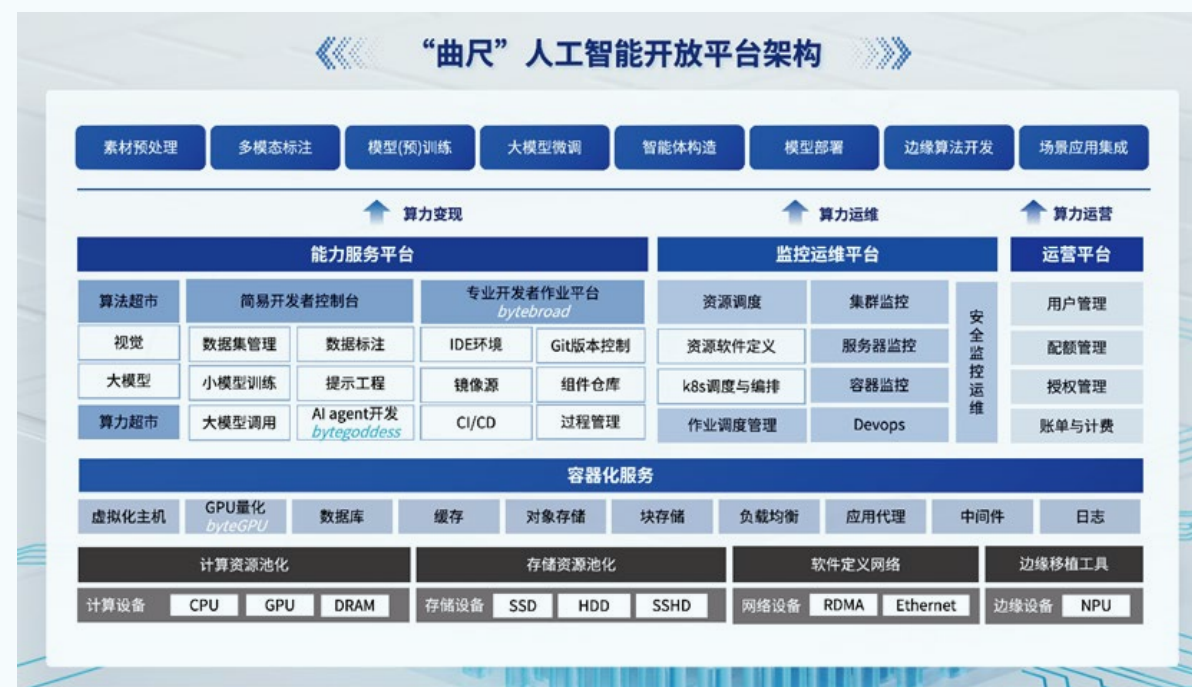 “曲尺”人工智能开放平台架构
素材预处理 多模态标注 模型(预)训练 大模型微调 智能体构造 模型部署 边缘算法开发 场景应用集成
算力变现 算力运维 算力运营
能力服务平台 监控运维平台 运营平台
算法超市 简易开发者控制台 专业开发者作业平台 资源调度 集群监控 用户管理
bytebroad
视觉 数据集管理 数据标注 IDE环境 Git版本控制 资源软件定义 服务器监控 配额管理
大模型 小模型训练 提示工程 镜像源 组件仓库 k8s调度与编排 容器监控 授权管理
算力超市 大模型调用 AI agent开发 CI/CD 过程管理 作业调度管理 Devops 账单与计费
bytegoddess
安全监控运维
容器化服务
虚拟化主机 GPU量化 数据库 缓存 对象存储 块存储 负载均衡 应用代理 中间件 日志
byteGPU
计算资源池化 存储资源池化 软件定义网络 边缘移植工具
计算设备 CPU GPU DRAM 存储设备 SSD HDD SSHD 网络设备 RDMA Ethernet 边缘设备 NPU